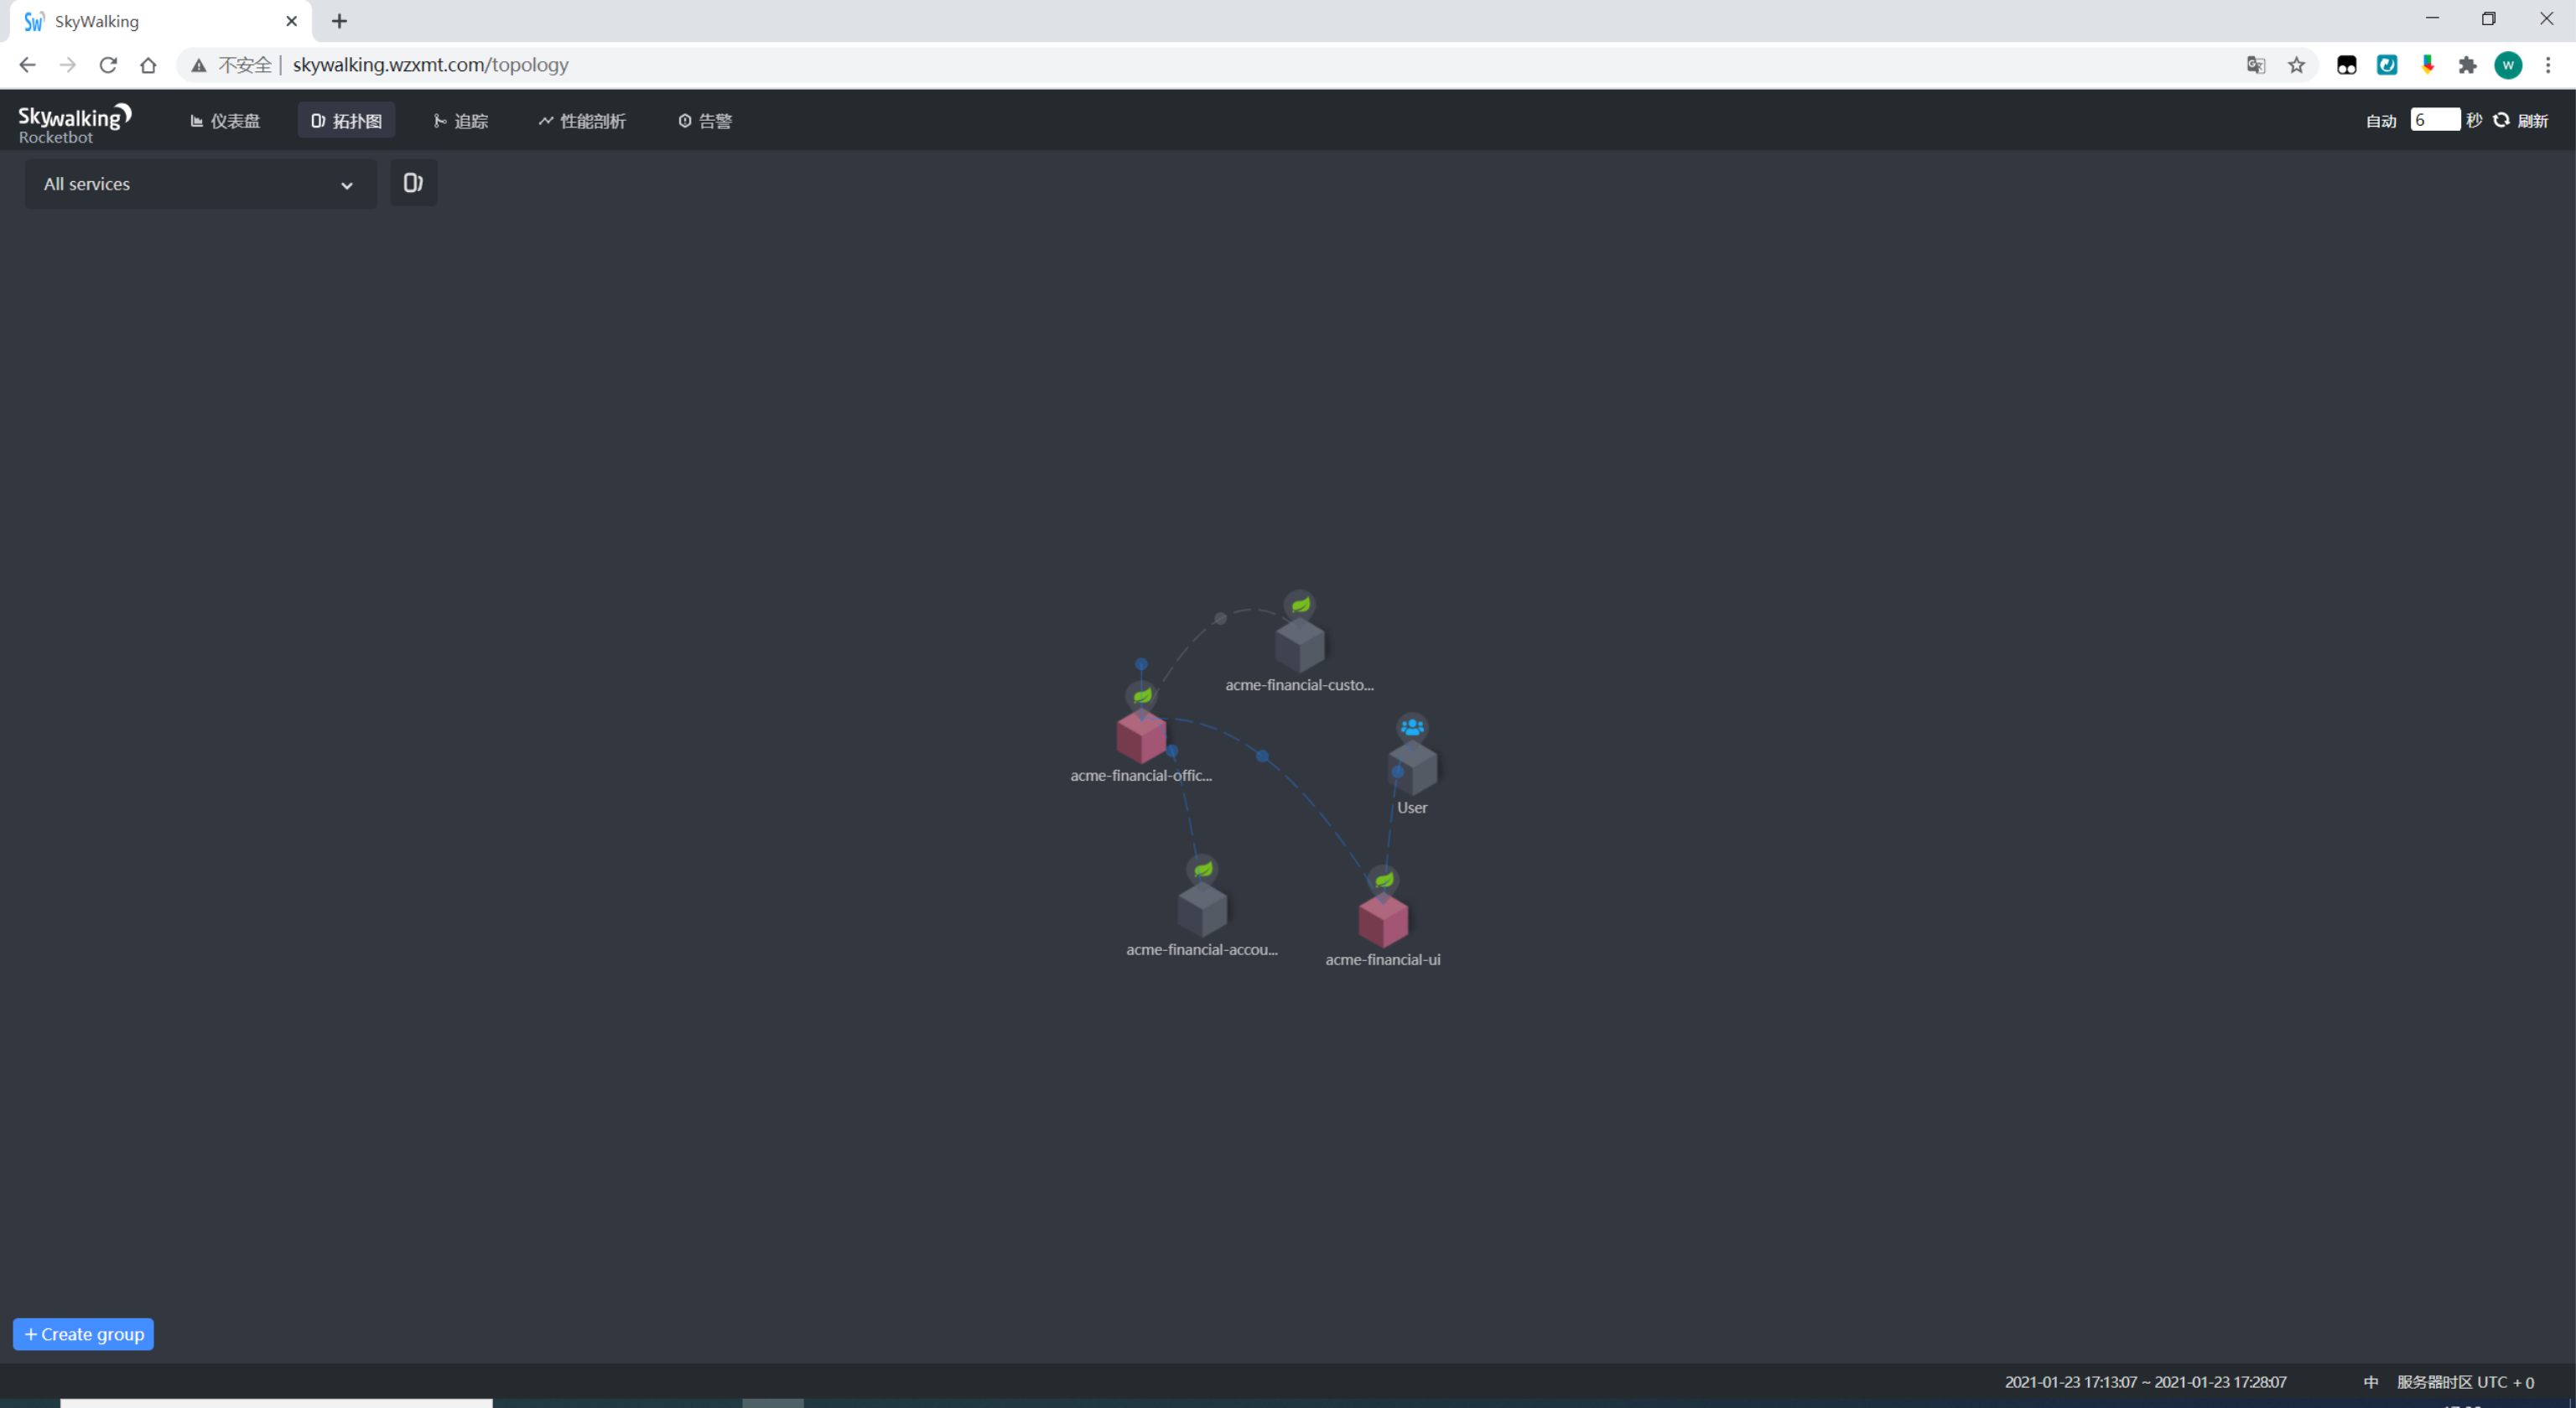 SkyWalking
不安全 | skywalking.wzxmt.com/topology
W
Skywalking
Rocketbot
仪表盘 拓扑图 追踪 性能剖析 告警
自动 6 秒 刷新
All services
acme-financial-custo...
acme-financial-offic...
User
acme-financial-accou...
acme-financial-ui
+ Create group
2021-01-23 17:13:07 ~ 2021-01-23 17:28:07 中 服务器时区 UTC + 0